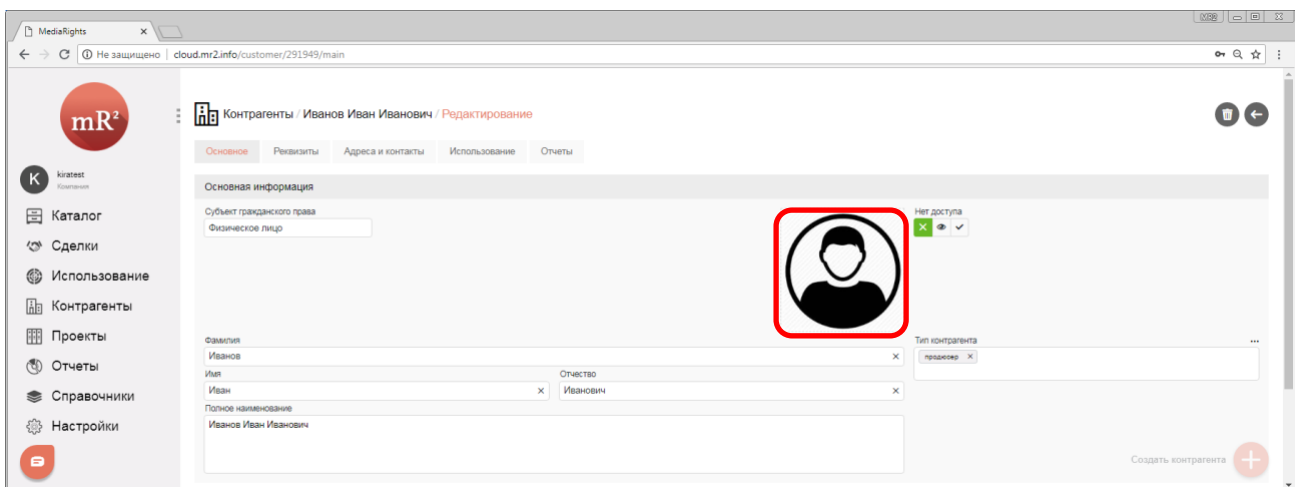 MR2
MediaRights
Не защищено | cloud.mr2.info/customer/291949/main
mR²
Контрагенты / Иванов Иван Иванович / Редактирование
Основное Реквизиты Адреса и контакты Использование Отчеты
K kiratest
Компания
Основная информация
Каталог
Сделки
Использование
Контрагенты
Проекты
Отчеты
Справочники
Настройки
Субъект гражданского права
Физическое лицо
Нет доступа
Фамилия
Иванов
Тип контрагента
продюсер
Имя
Иван
Отчество
Иванович
Полное наименование
Иванов Иван Иванович
Создать контрагента